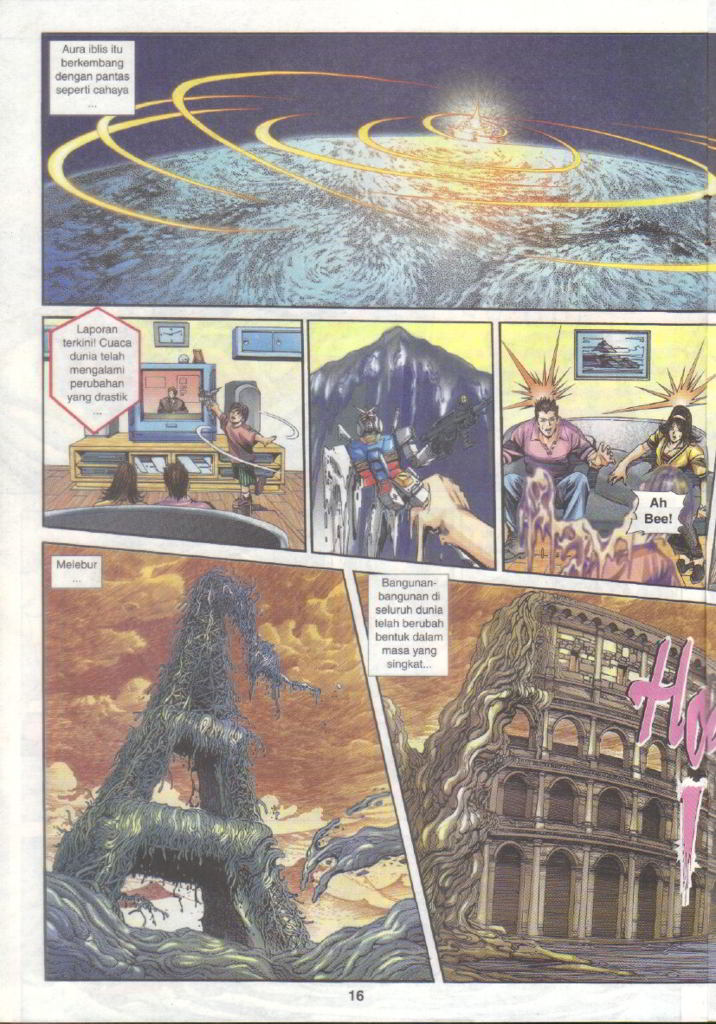 Aura iblis itu
berkembang
dengan pantas
seperti cahaya
...
Laporan
terkini! Cuaca
dunia telah
mengalami
perubahan
yang drastik
...
Ah
Bee!
Melebur
...
Bangunan-
bangunan di
seluruh dunia
telah berubah
bentuk dalam
masa yang
singkat...
!
16